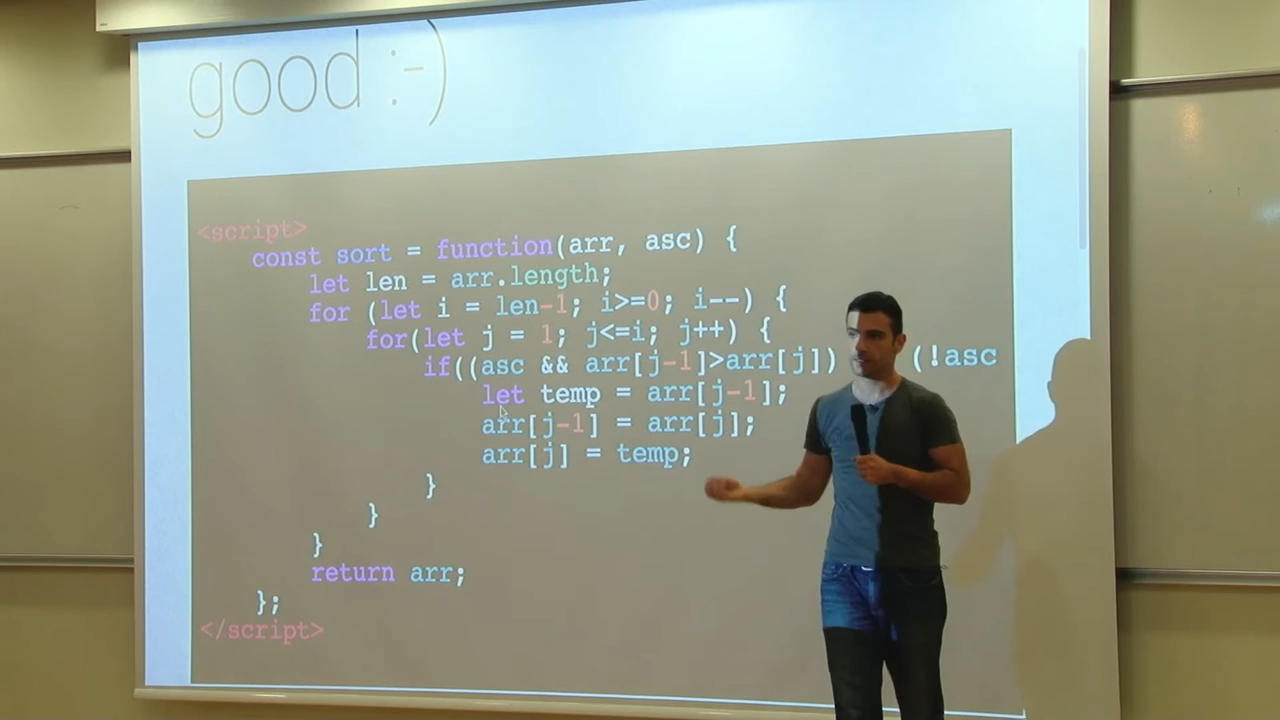 good :-)
<script>
const sort = function(arr, asc) {
let len = arr.length;
for (let i = len-1; i>=0; i--) {
for(let j = 1; j<=i; j++) {
if((asc && arr[j-1]>arr[j]) (!asc
let temp = arr[j-1];
arr[j-1] = arr[j];
arr[j] = temp;
}
}
}
return arr;
};
</script>